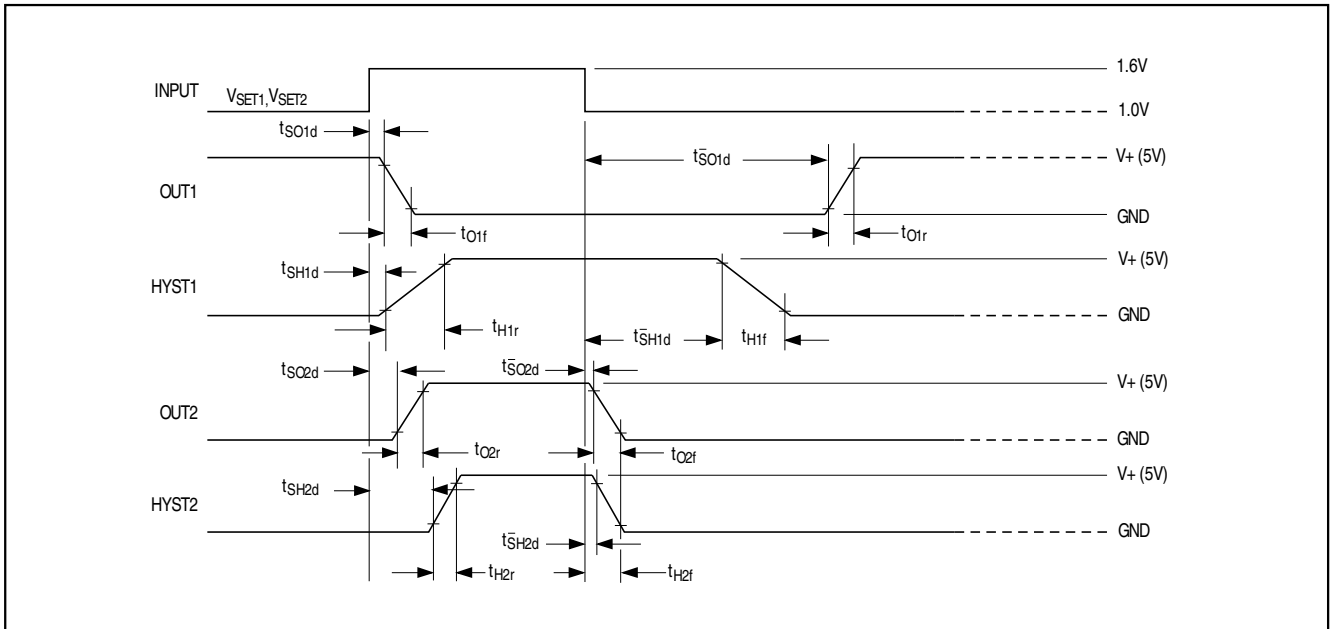 1.6V
INPUT
VSET1,VSET2
1.0V
tSO1d
tS̄O1d
V+ (5V)
OUT1
GND
tO1f
tO1r
tSH1d
V+ (5V)
HYST1
GND
tH1r
tS̄H1d
tH1f
tSO2d
tS̄O2d
V+ (5V)
OUT2
GND
tO2r
tO2f
V+ (5V)
tSH2d
HYST2
GND
tS̄H2d
tH2r
tH2f